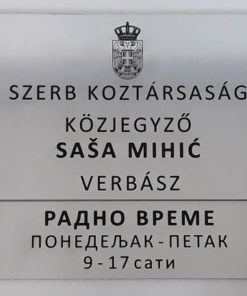 SZERB KOZTÁRSASÁG
KÖZJEGYZŐ
SAŠA MIHIĆ
VERBÁSZ
РАДНО ВРЕМЕ
ПОНЕДЕЉАК - ПЕТАК
9 - 17 сати